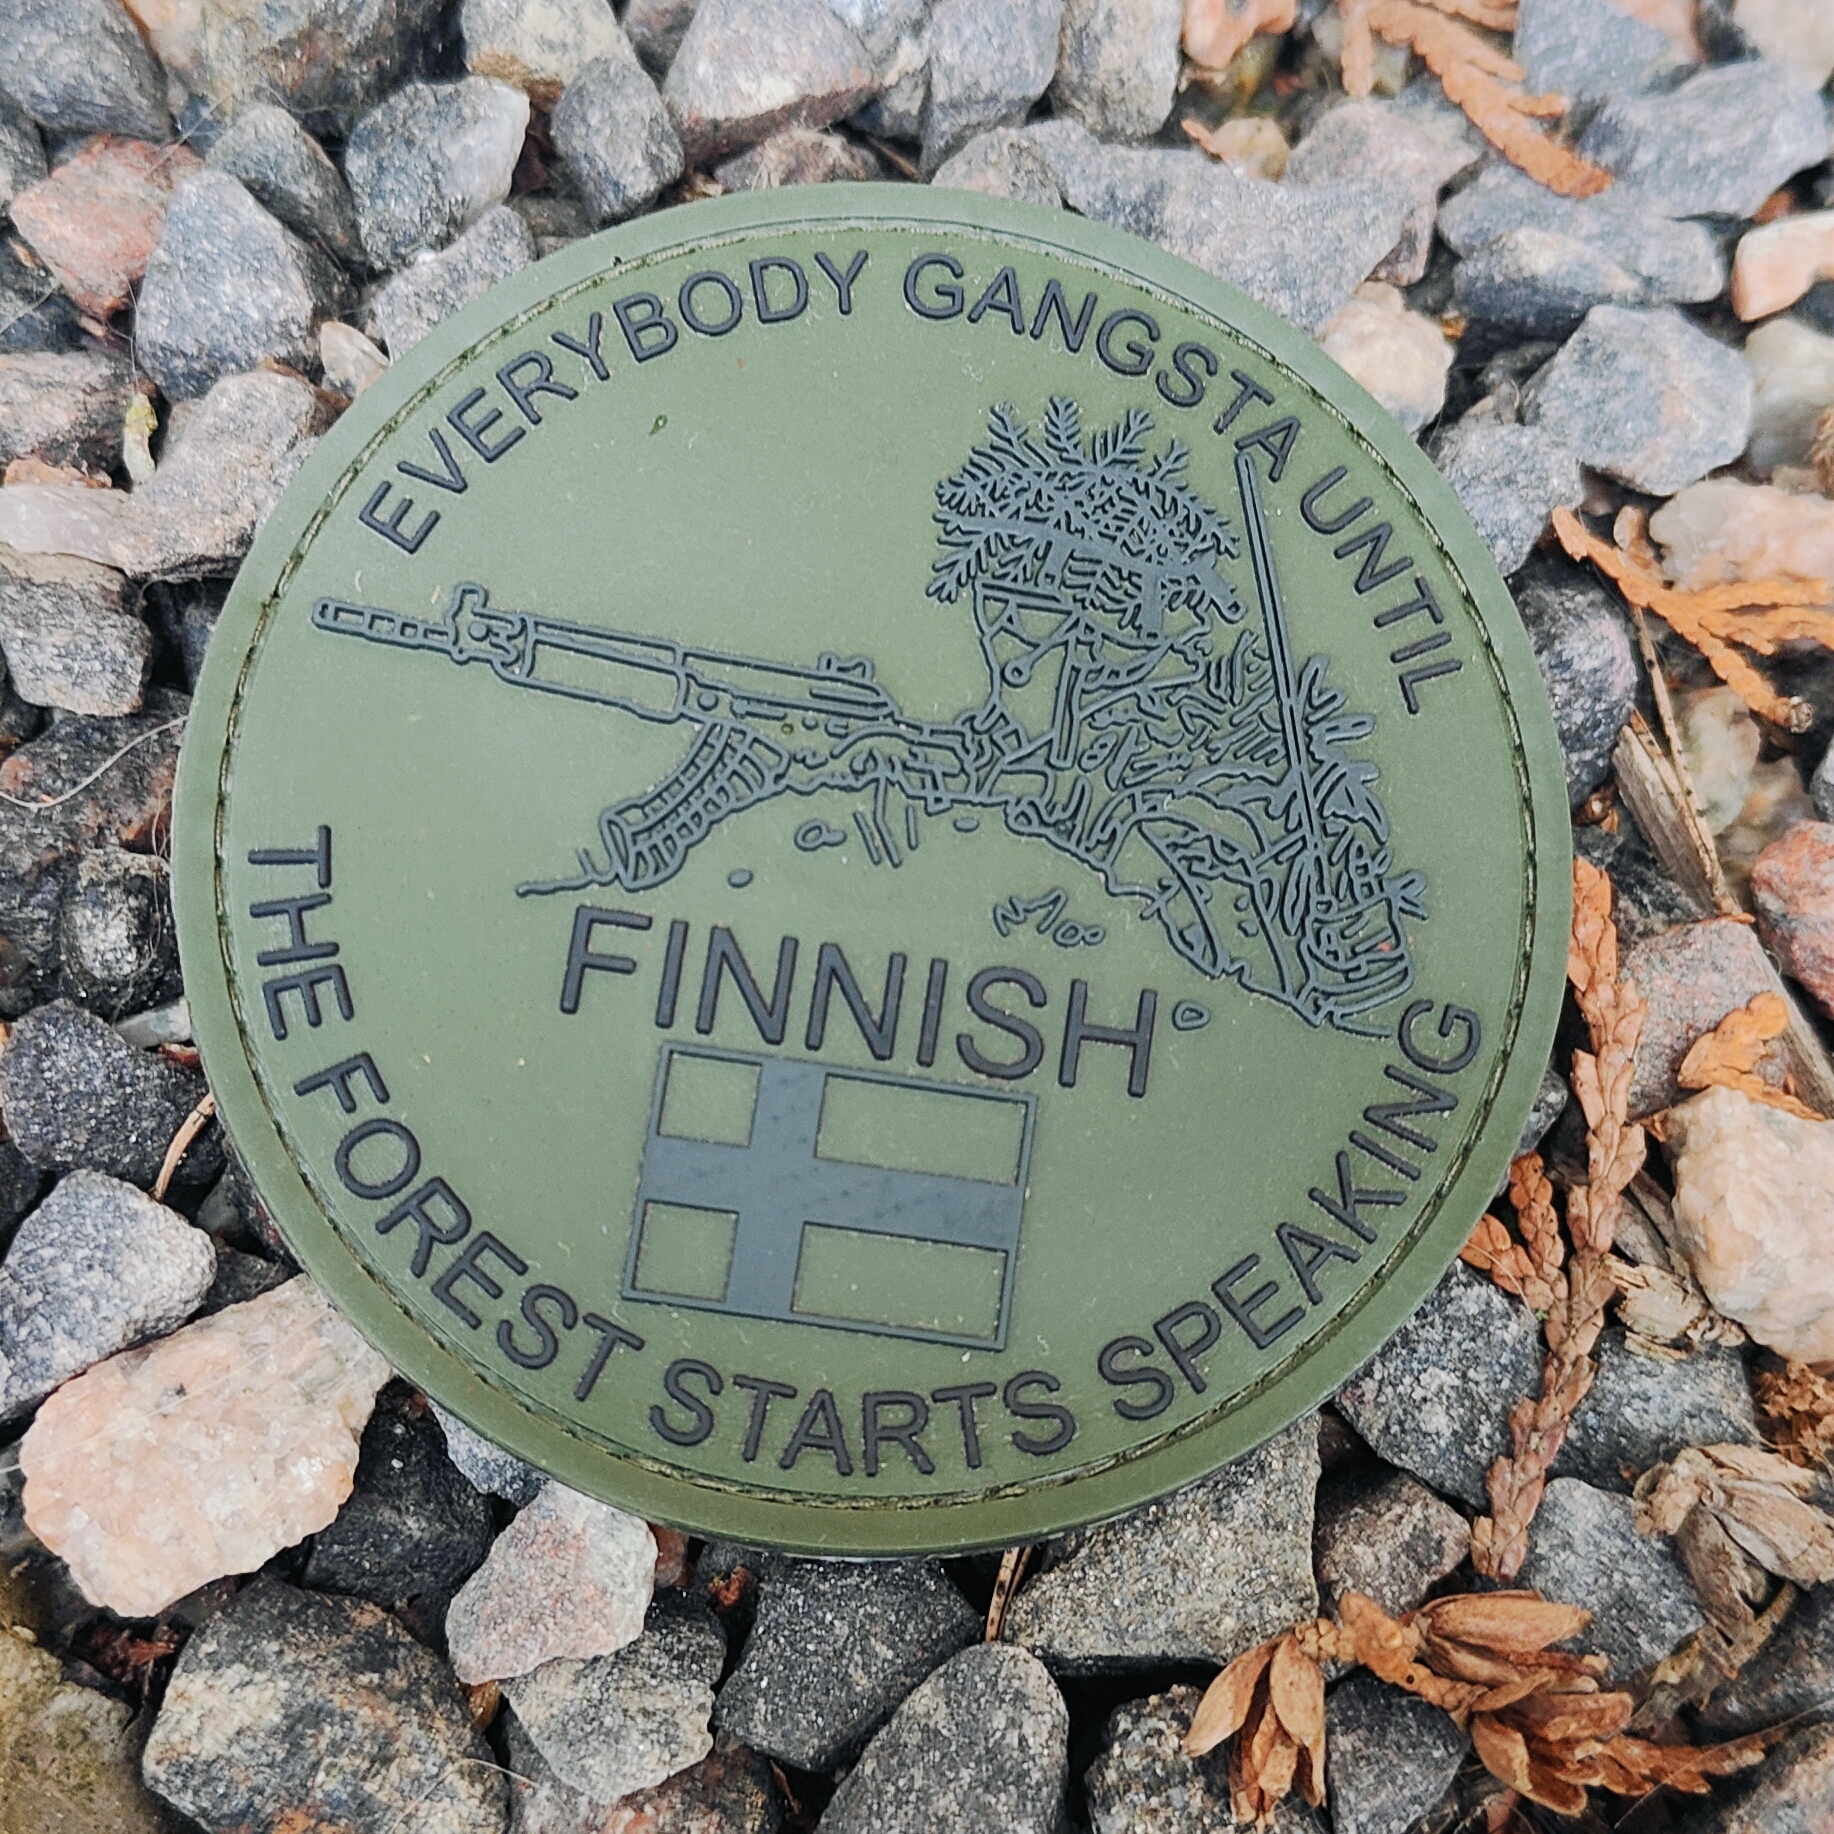 EVERYBODY GANGSTA UNTIL
THE FOREST STARTS SPEAKING
FINNISH